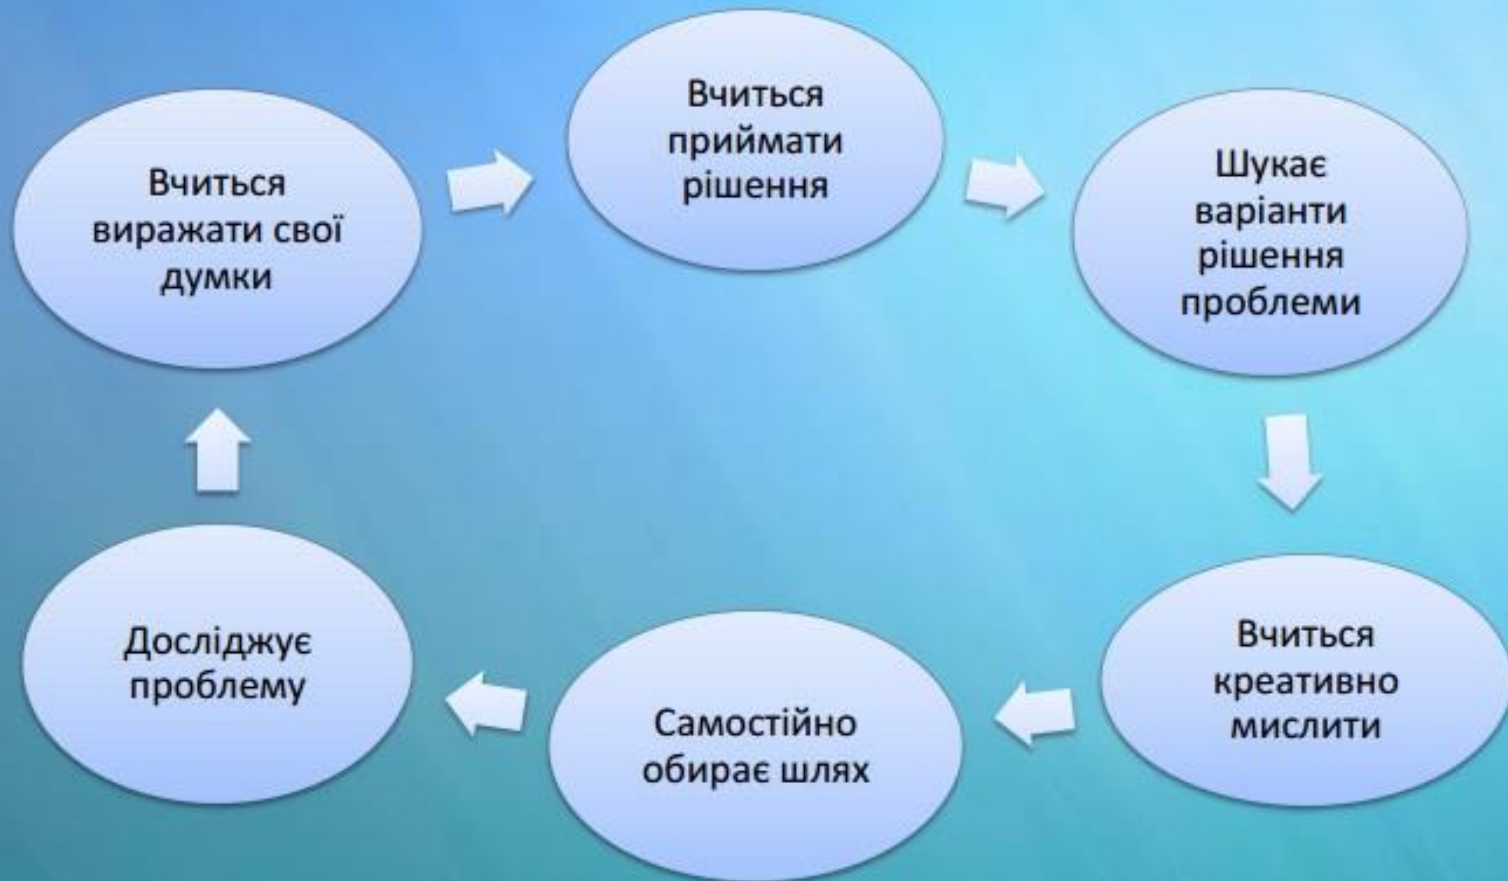 Вчиться
приймати
рішення
Шукає
варіанти
рішення
проблеми
Вчиться
креативно
мислити
Самостійно
обирає шлях
Досліджує
проблему
Вчиться
виражати свої
думки